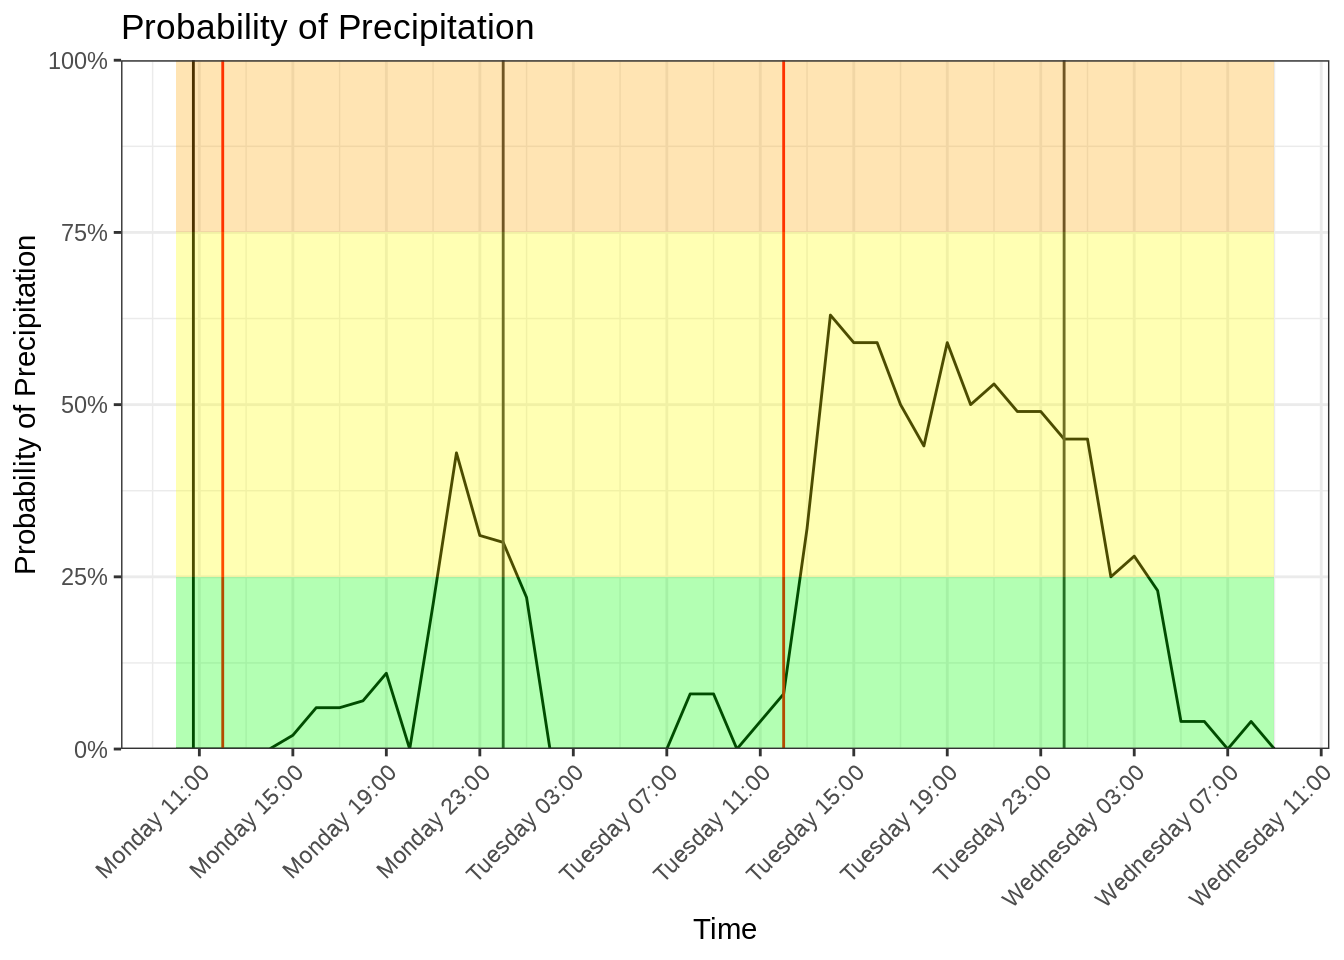 Probability of Precipitation
100%
75%
50%
25%
0%
Probability of Precipitation
Monday 11:00
Monday 15:00
Monday 19:00
Monday 23:00
Tuesday 03:00
Tuesday 07:00
Tuesday 11:00
Tuesday 15:00
Tuesday 19:00
Tuesday 23:00
Wednesday 03:00
Wednesday 07:00
Wednesday 11:00
Time